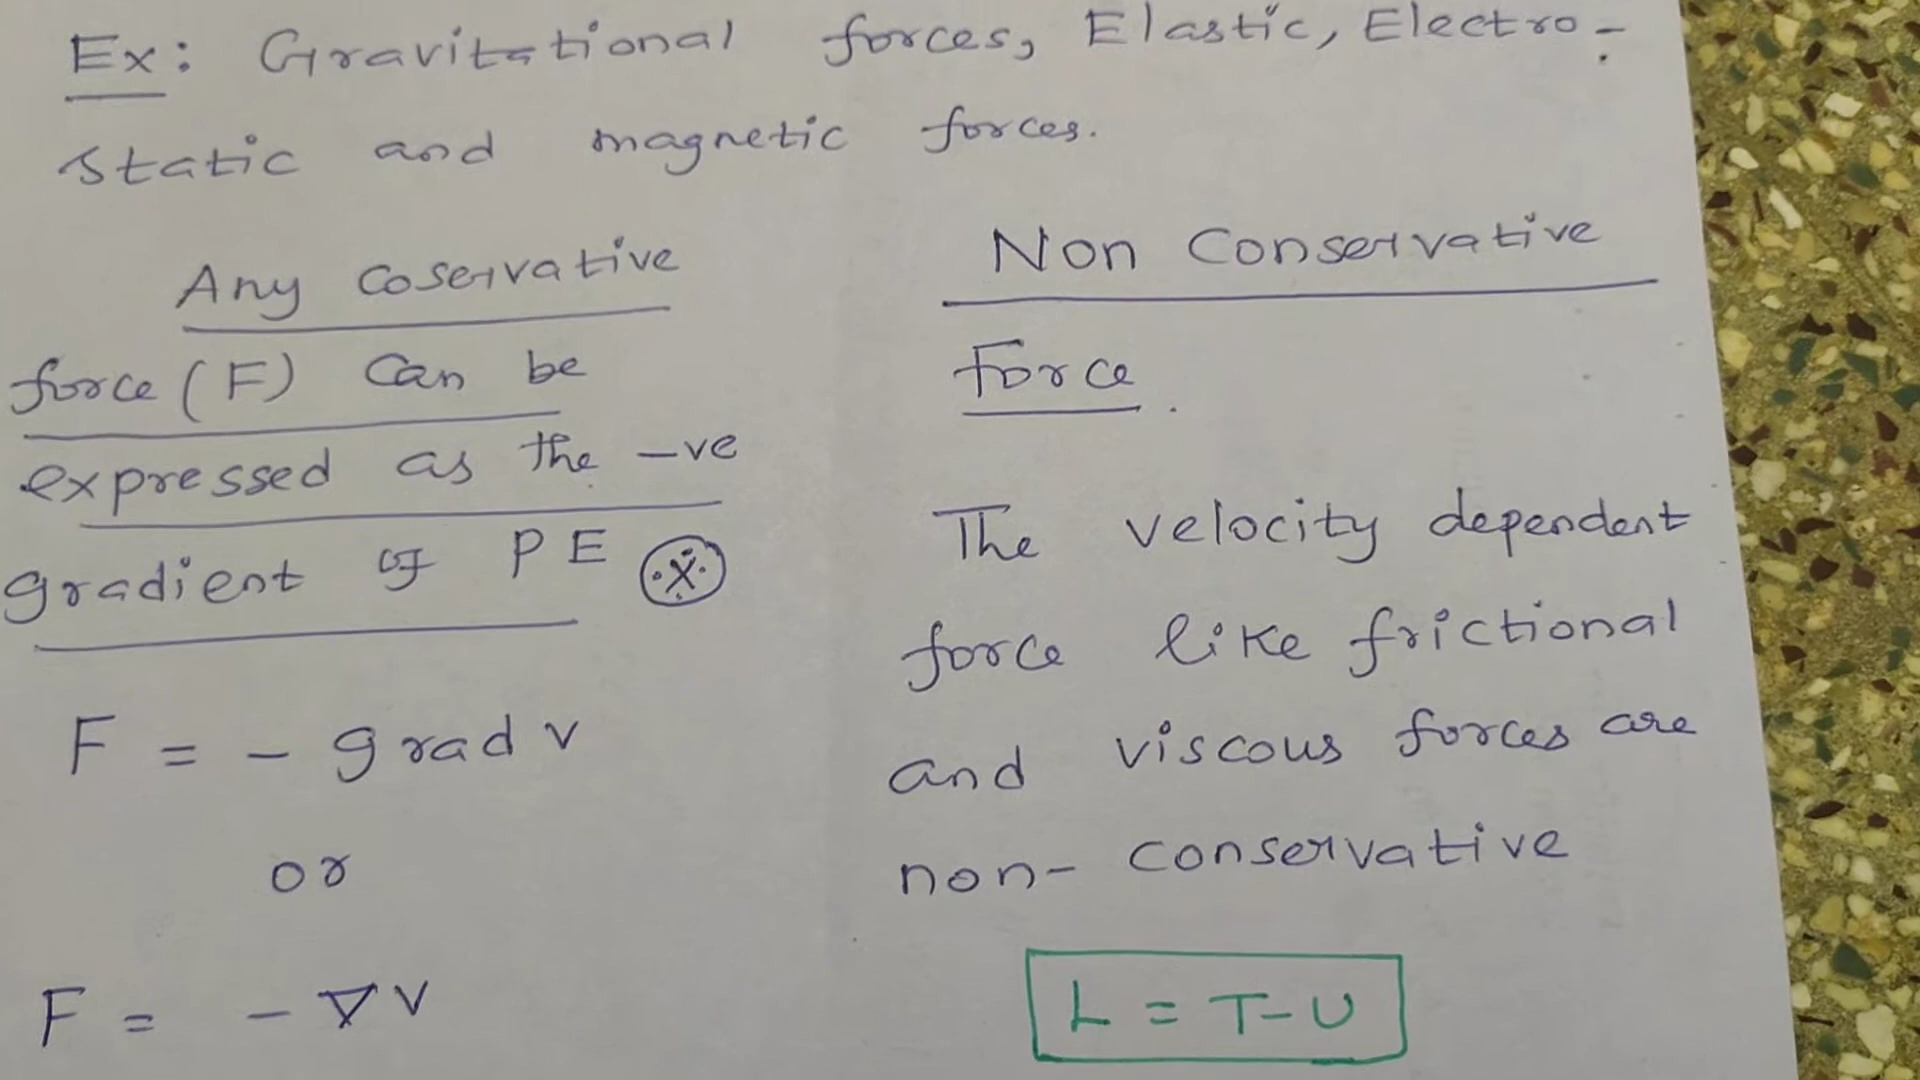 Ex: Gravitational forces, Elastic, Electro-
static and magnetic forces.
Any Coservative
force (F) Can be
expressed as the -ve
gradient of PE
F = - grad v
or
F = - ∇ V
Non Conservative
Force.
The velocity dependent
force like frictional
and viscous forces are
non- conservative
L = T-U